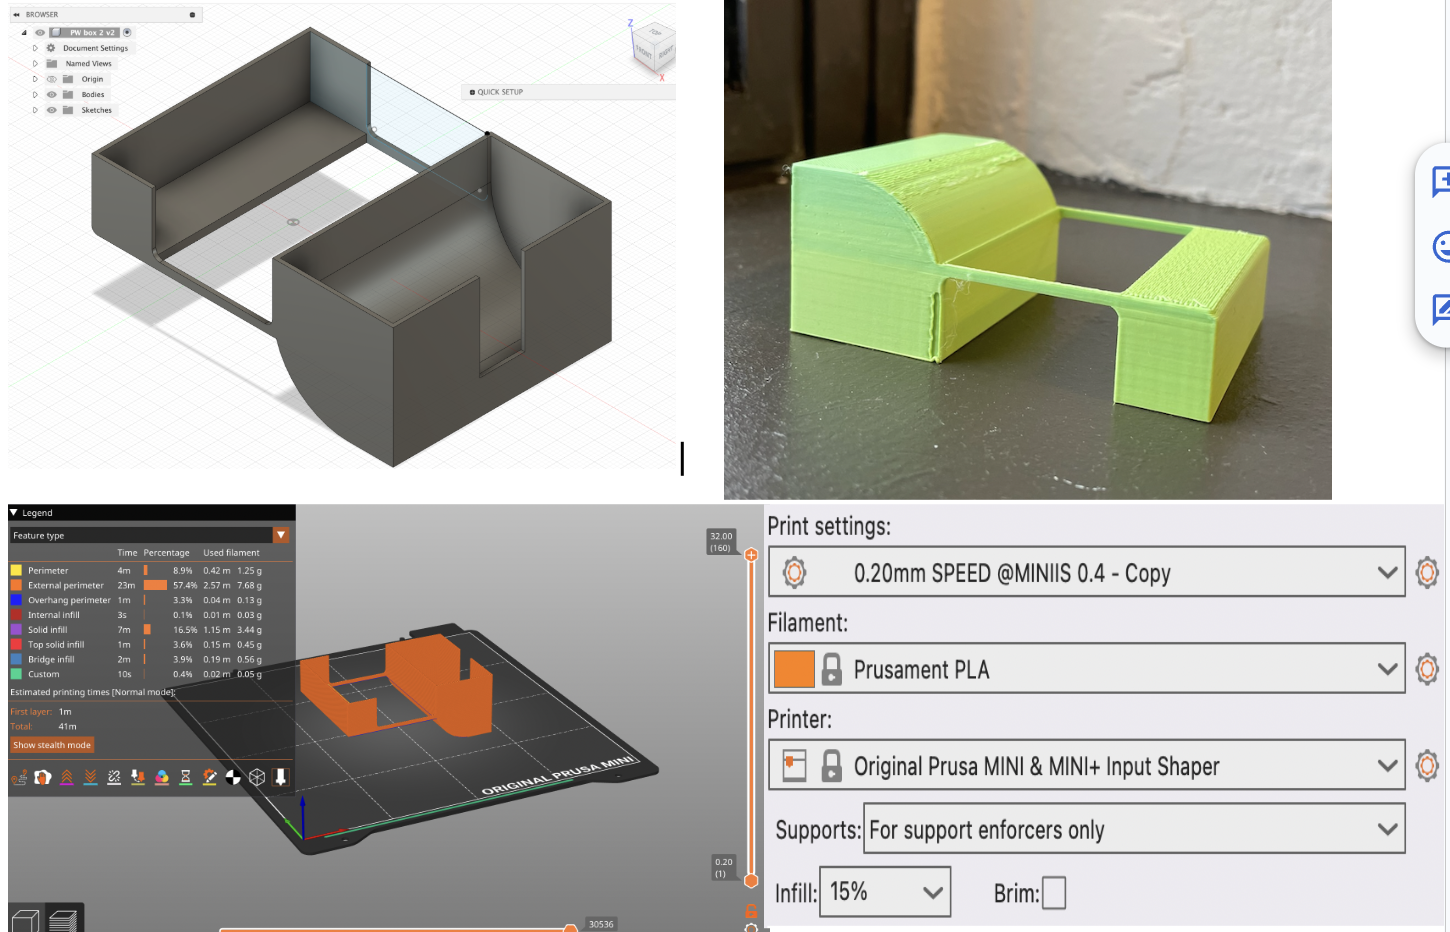 BROWSER
PW box 2 v2
Document Settings
Named Views
Origin
Bodies
Sketches
Z
TOP
FRONT
RIGHT
X
QUICK SETUP
Legend
Feature type
Time Percentage Used filament
Perimeter 4m 8.9% 0.42 m 1.25 g
External perimeter 23m 57.4% 2.57 m 7.68 g
Overhang perimeter 1m 3.3% 0.04 m 0.13 g
Internal infill 3s 0.1% 0.01 m 0.03 g
Solid infill 7m 16.5% 1.15 m 3.44 g
Top solid infill 1m 3.6% 0.15 m 0.45 g
Bridge infill 2m 3.9% 0.19 m 0.56 g
Custom 10s 0.4% 0.02 m 0.05 g
Estimated printing times [Normal mode]:
First layer: 1m
Total: 41m
Show stealth mode
ORIGINAL PRUSA MINI
32.00
(160)
0.20
(1)
30536
Print settings:
0.20mm SPEED @MINIIS 0.4 - Copy
Filament:
Prusament PLA
Printer:
Original Prusa MINI & MINI+ Input Shaper
Supports: For support enforcers only
Infill: 15% Brim: